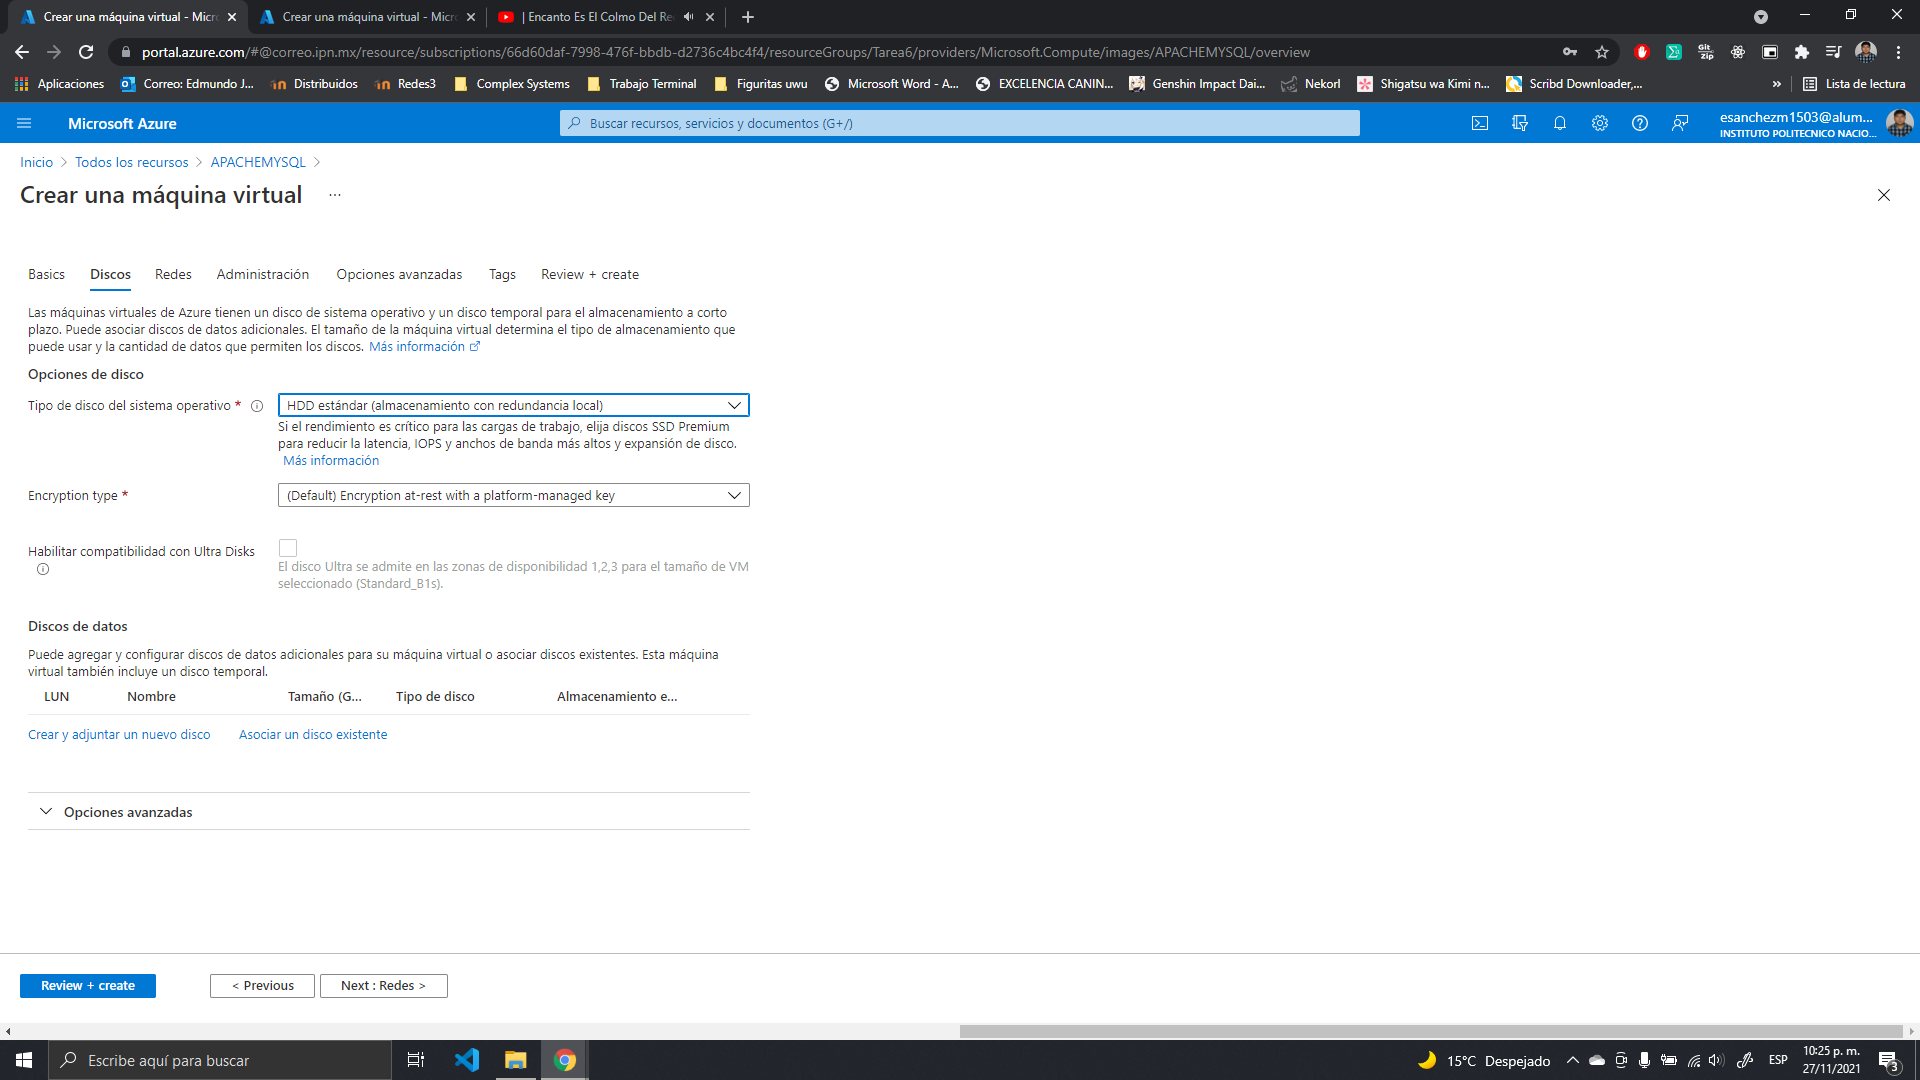 Crear una máquina virtual - Micro
Crear una máquina virtual - Micro
| Encanto Es El Colmo Del Re
portal.azure.com/#@correo.ipn.mx/resource/subscriptions/66d60daf-7998-476f-bbdb-d2736c4bc4f4/resourceGroups/Tarea6/providers/Microsoft.Compute/images/APACHEMYSQL/overview
Aplicaciones
Correo: Edmundo J...
Distribuidos
Redes3
Complex Systems
Trabajo Terminal
Figuritas uwu
Microsoft Word - A...
EXCELENCIA CANIN...
Genshin Impact Dai...
Nekorl
Shigatsu wa Kimi n...
Scribd Downloader,...
»
Lista de lectura
Microsoft Azure
Buscar recursos, servicios y documentos (G+/)
esanchezm1503@alum...
INSTITUTO POLITECNICO NACIO...
Inicio > Todos los recursos > APACHEMYSQL >
Crear una máquina virtual ...
Basics Discos Redes Administración Opciones avanzadas Tags Review + create
Las máquinas virtuales de Azure tienen un disco de sistema operativo y un disco temporal para el almacenamiento a corto
plazo. Puede asociar discos de datos adicionales. El tamaño de la máquina virtual determina el tipo de almacenamiento que
puede usar y la cantidad de datos que permiten los discos. Más información
Opciones de disco
Tipo de disco del sistema operativo *
HDD estándar (almacenamiento con redundancia local)
Si el rendimiento es crítico para las cargas de trabajo, elija discos SSD Premium
para reducir la latencia, IOPS y anchos de banda más altos y expansión de disco.
Más información
Encryption type *
(Default) Encryption at-rest with a platform-managed key
Habilitar compatibilidad con Ultra Disks
El disco Ultra se admite en las zonas de disponibilidad 1,2,3 para el tamaño de VM
seleccionado (Standard_B1s).
Discos de datos
Puede agregar y configurar discos de datos adicionales para su máquina virtual o asociar discos existentes. Esta máquina
virtual también incluye un disco temporal.
LUN Nombre Tamaño (G... Tipo de disco Almacenamiento e...
Crear y adjuntar un nuevo disco Asociar un disco existente
Opciones avanzadas
Review + create
< Previous
Next : Redes >
Escribe aquí para buscar
15°C Despejado
ESP
10:25 p. m.
27/11/2021
3